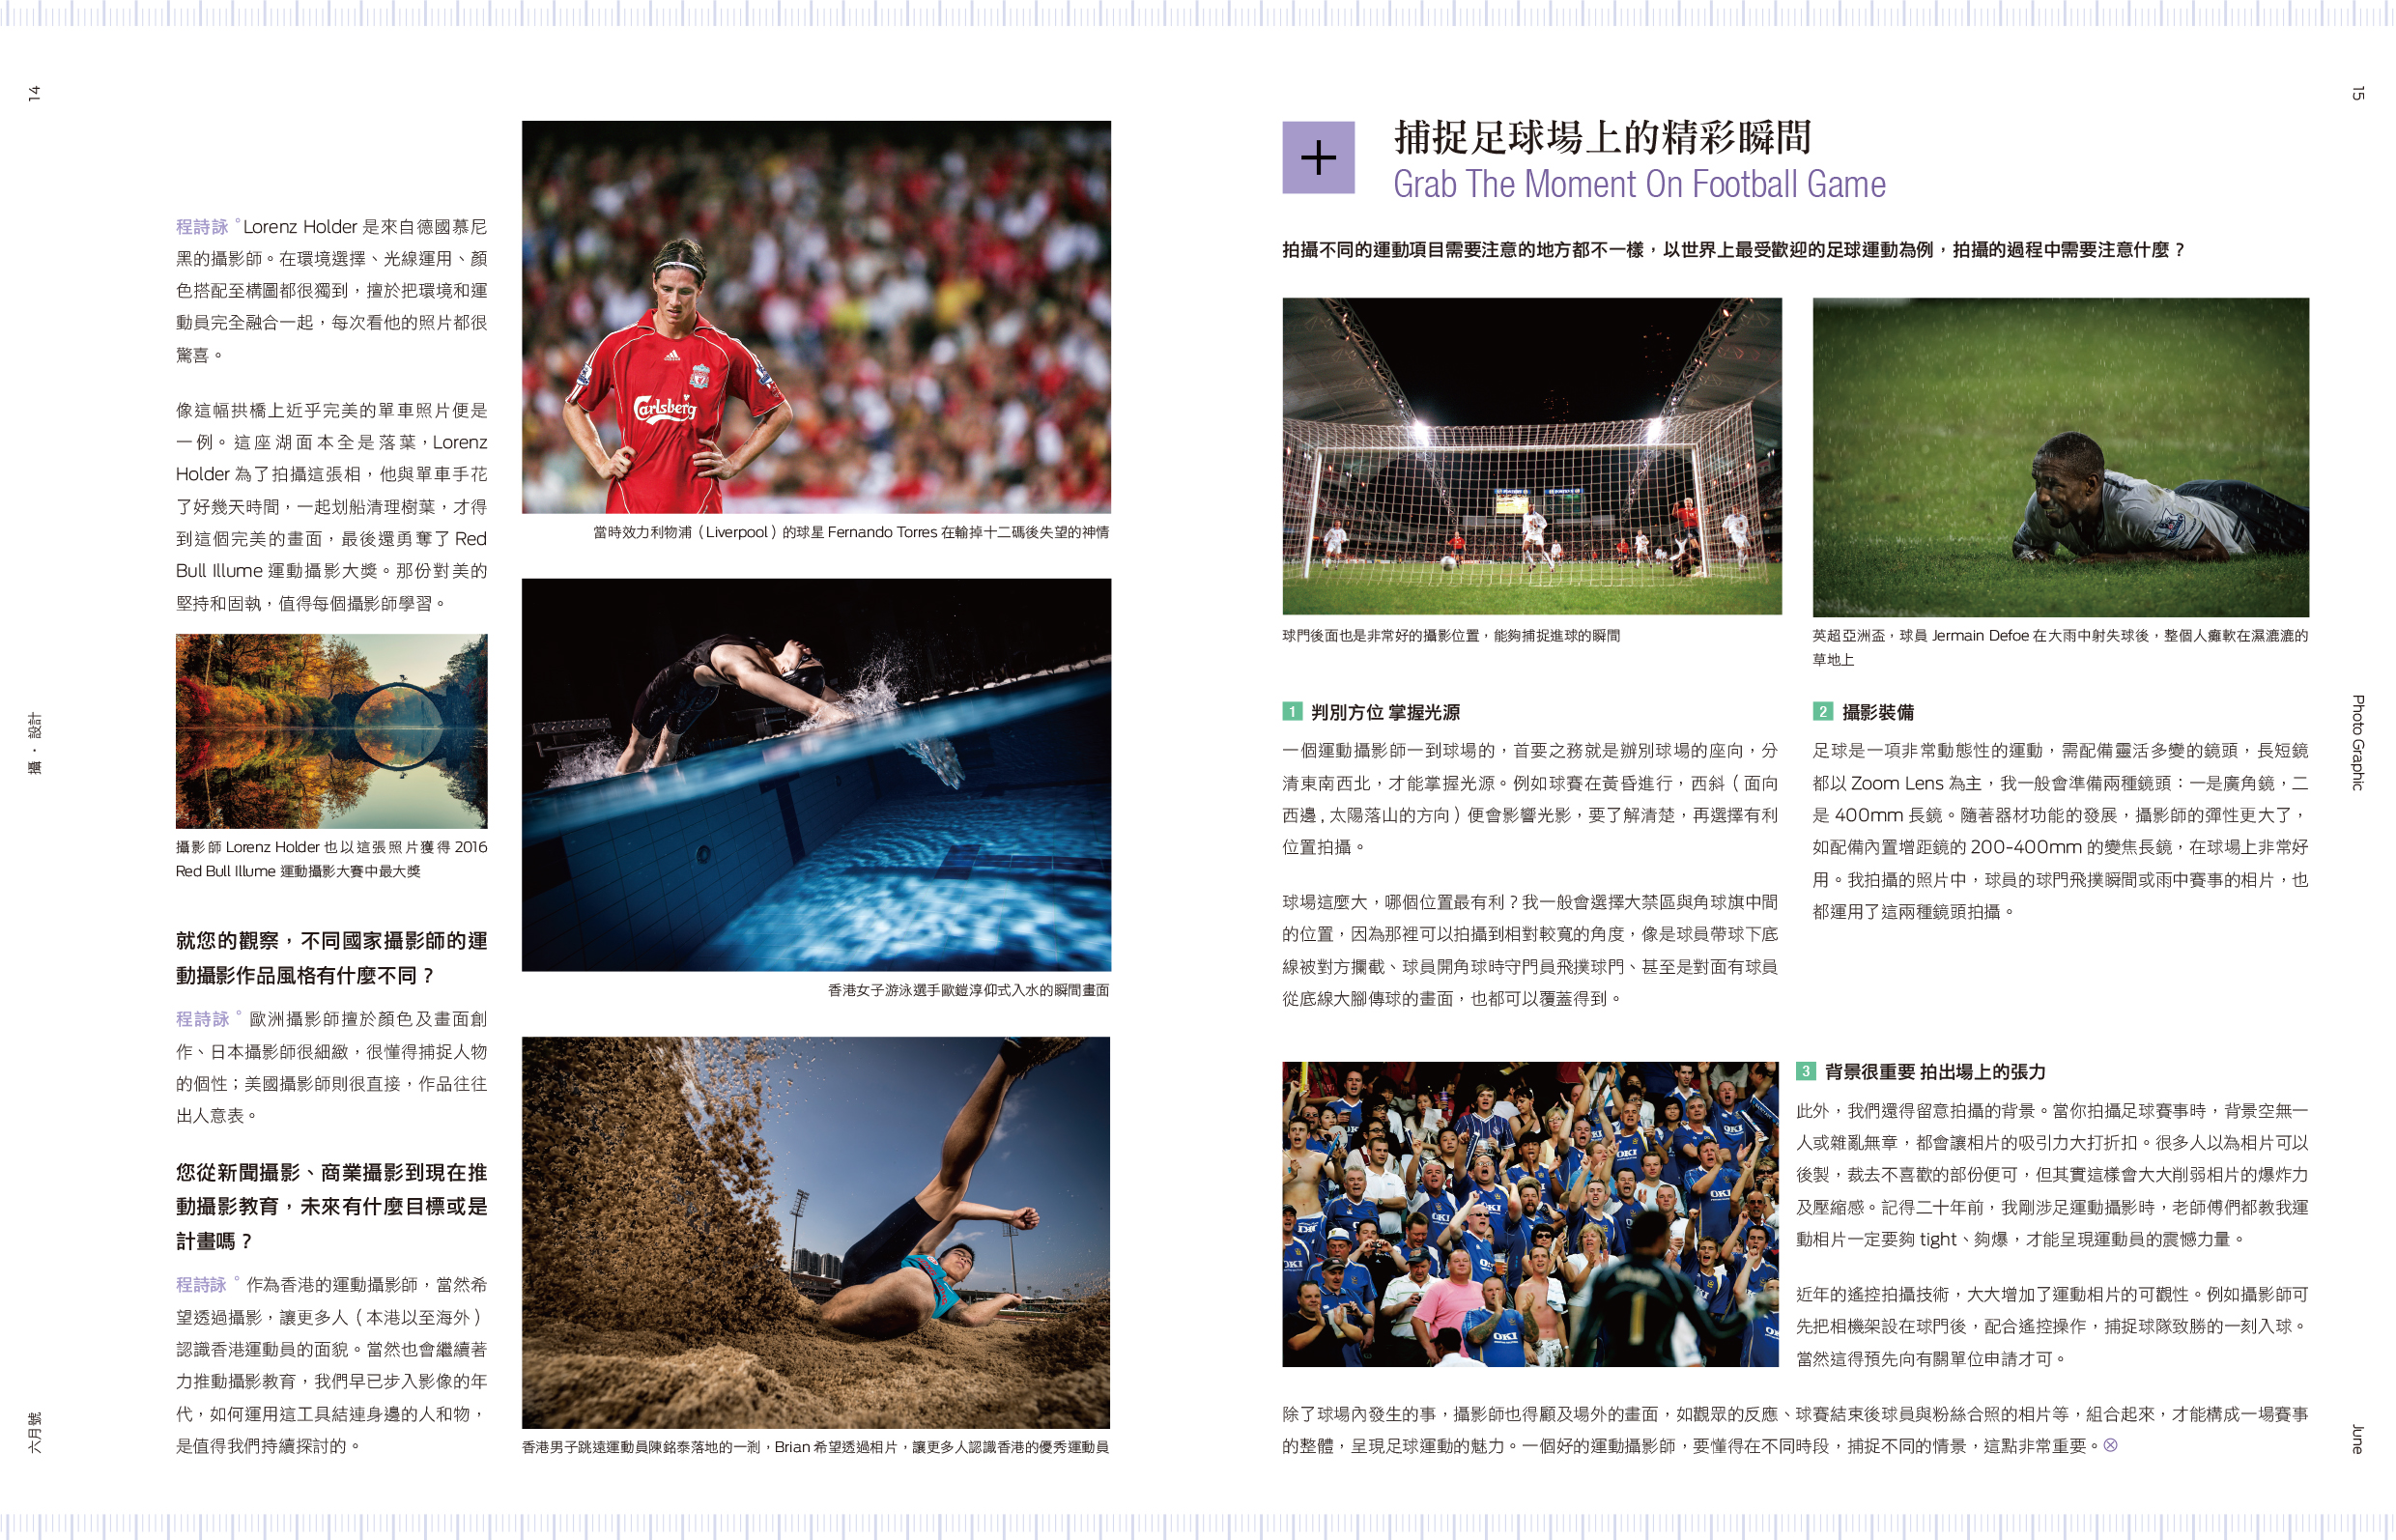 14
攝・設計
六月號
程詩詠°Lorenz Holder 是來自德國慕尼
黑的攝影師。在環境選擇、光線運用、顏
色搭配至構圖都很獨到，擅於把環境和運
動員完全融合一起，每次看他的照片都很
驚喜。
像這幅拱橋上近乎完美的單車照片便是
一例。這座湖面本全是落葉，Lorenz
Holder 為了拍攝這張相，他與單車手花
了好幾天時間，一起划船清理樹葉，才得
到這個完美的畫面，最後還勇奪了 Red
Bull Illume 運動攝影大獎。那份對美的
堅持和固執，值得每個攝影師學習。
攝影師 Lorenz Holder 也以這張照片獲得 2016
Red Bull Illume 運動攝影大賽中最大獎
就您的觀察，不同國家攝影師的運
動攝影作品風格有什麼不同？
程詩詠° 歐洲攝影師擅於顏色及畫面創
作、日本攝影師很細緻，很懂得捕捉人物
的個性；美國攝影師則很直接，作品往往
出人意表。
您從新聞攝影、商業攝影到現在推
動攝影教育，未來有什麼目標或是
計畫嗎？
程詩詠° 作為香港的運動攝影師，當然希
望透過攝影，讓更多人（本港以至海外）
認識香港運動員的面貌。當然也會繼續著
力推動攝影教育，我們早已步入影像的年
代，如何運用這工具結連身邊的人和物，
是值得我們持續探討的。
adidas
Carlsberg
當時效力利物浦（Liverpool）的球星 Fernando Torres 在輸掉十二碼後失望的神情
香港女子游泳選手歐鎧淳仰式入水的瞬間畫面
香港男子跳遠運動員陳銘泰落地的一剎，Brian 希望透過相片，讓更多人認識香港的優秀運動員
15
Photo Graphic
June
+
捕捉足球場上的精彩瞬間
Grab The Moment On Football Game
拍攝不同的運動項目需要注意的地方都不一樣，以世界上最受歡迎的足球運動為例，拍攝的過程中需要注意什麼？
球門後面也是非常好的攝影位置，能夠捕捉進球的瞬間
英超亞洲盃，球員 Jermain Defoe 在大雨中射失球後，整個人癱軟在濕漉漉的
草地上
1 判別方位 掌握光源
一個運動攝影師一到球場的，首要之務就是辦別球場的座向，分
清東南西北，才能掌握光源。例如球賽在黃昏進行，西斜（面向
西邊 , 太陽落山的方向）便會影響光影，要了解清楚，再選擇有利
位置拍攝。
球場這麼大，哪個位置最有利？我一般會選擇大禁區與角球旗中間
的位置，因為那裡可以拍攝到相對較寬的角度，像是球員帶球下底
線被對方攔截、球員開角球時守門員飛撲球門、甚至是對面有球員
從底線大腳傳球的畫面，也都可以覆蓋得到。
2 攝影裝備
足球是一項非常動態性的運動，需配備靈活多變的鏡頭，長短鏡
都以 Zoom Lens 為主，我一般會準備兩種鏡頭：一是廣角鏡，二
是 400mm 長鏡。隨著器材功能的發展，攝影師的彈性更大了，
如配備內置增距鏡的 200-400mm 的變焦長鏡，在球場上非常好
用。我拍攝的照片中，球員的球門飛撲瞬間或雨中賽事的相片，也
都運用了這兩種鏡頭拍攝。
OKI
OKI
OKI
OKI
OKI
1
3 背景很重要 拍出場上的張力
此外，我們還得留意拍攝的背景。當你拍攝足球賽事時，背景空無一
人或雜亂無章，都會讓相片的吸引力大打折扣。很多人以為相片可以
後製，裁去不喜歡的部份便可，但其實這樣會大大削弱相片的爆炸力
及壓縮感。記得二十年前，我剛涉足運動攝影時，老師傅們都教我運
動相片一定要夠 tight、夠爆，才能呈現運動員的震憾力量。
近年的遙控拍攝技術，大大增加了運動相片的可觀性。例如攝影師可
先把相機架設在球門後，配合遙控操作，捕捉球隊致勝的一刻入球。
當然這得預先向有關單位申請才可。
除了球場內發生的事，攝影師也得顧及場外的畫面，如觀眾的反應、球賽結束後球員與粉絲合照的相片等，組合起來，才能構成一場賽事
的整體，呈現足球運動的魅力。一個好的運動攝影師，要懂得在不同時段，捕捉不同的情景，這點非常重要。